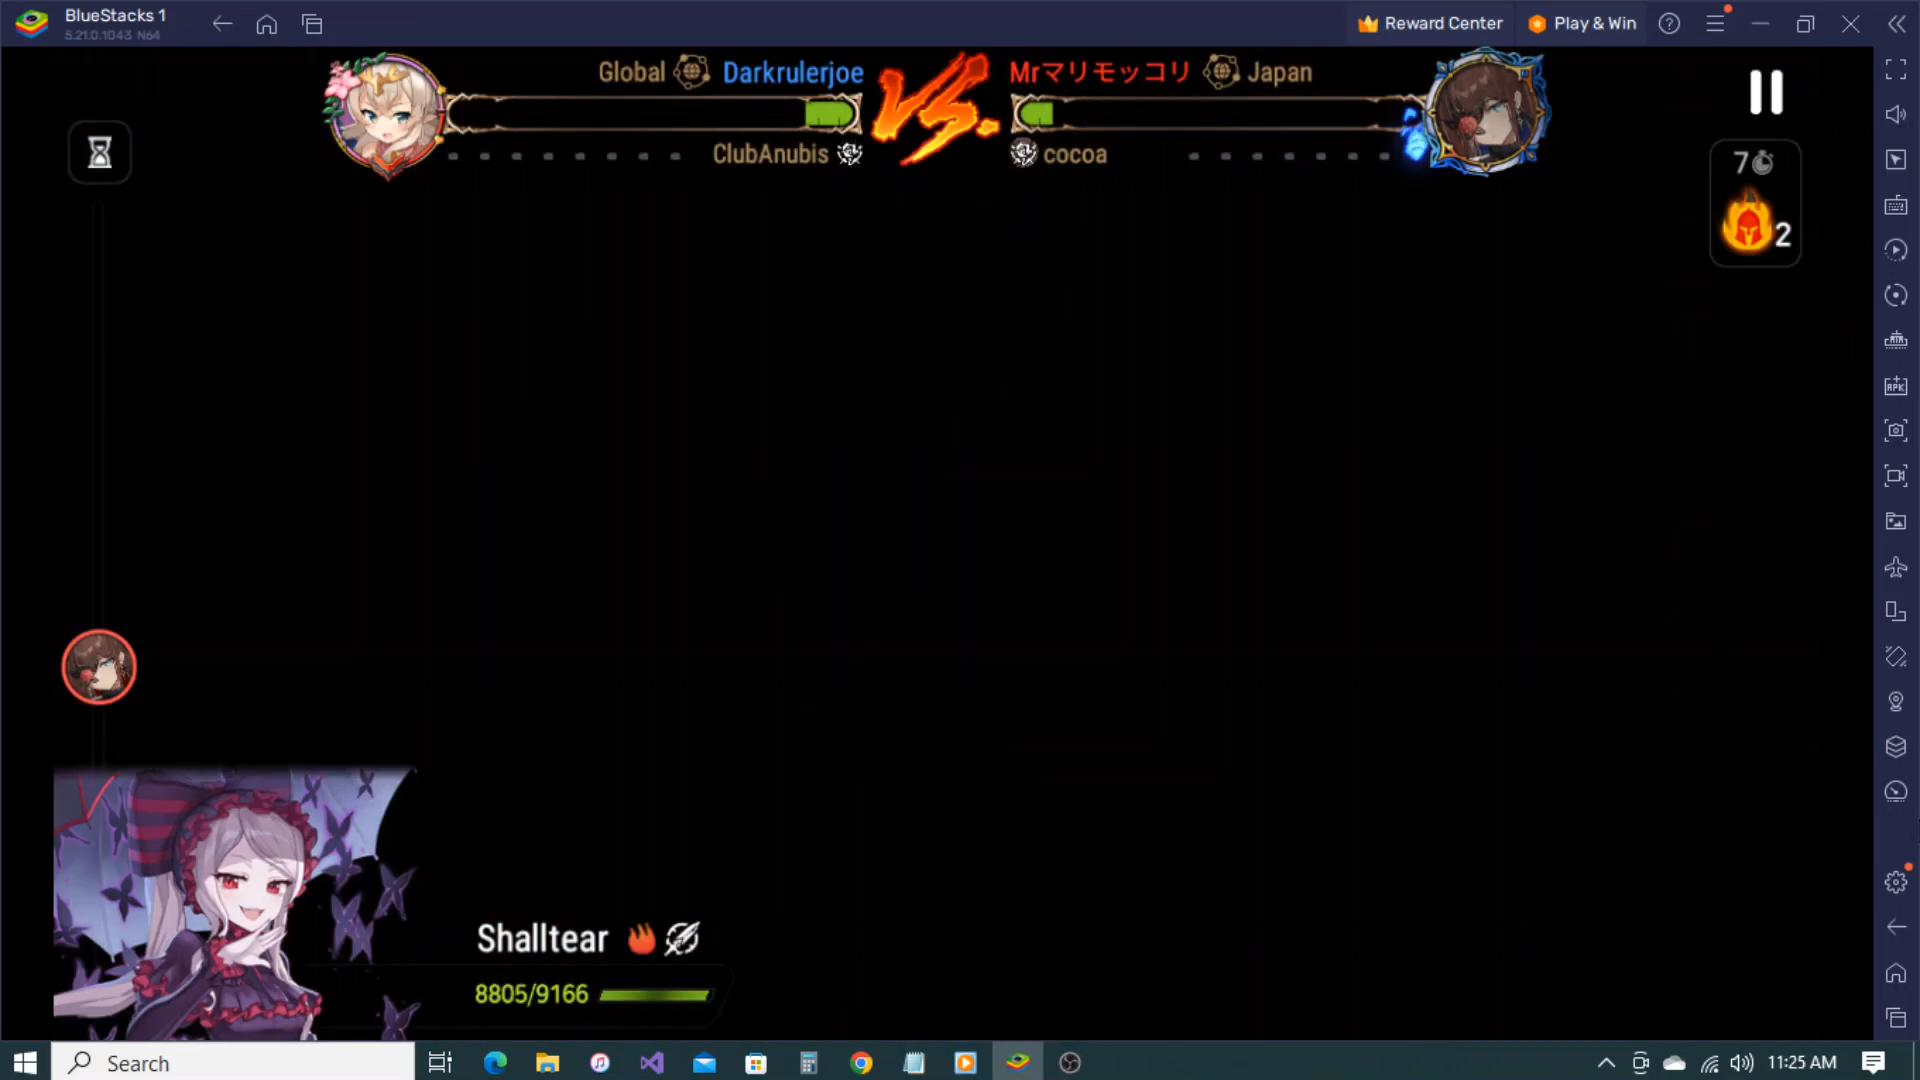 BlueStacks 1
5.21.0.1043 N64
Reward Center
Play & Win
Global Darkrulerjoe
VS.
Mrマリモッコリ Japan
ClubAnubis
cocoa
7
2
Shalltear
8805/9166
Search
11:25 AM